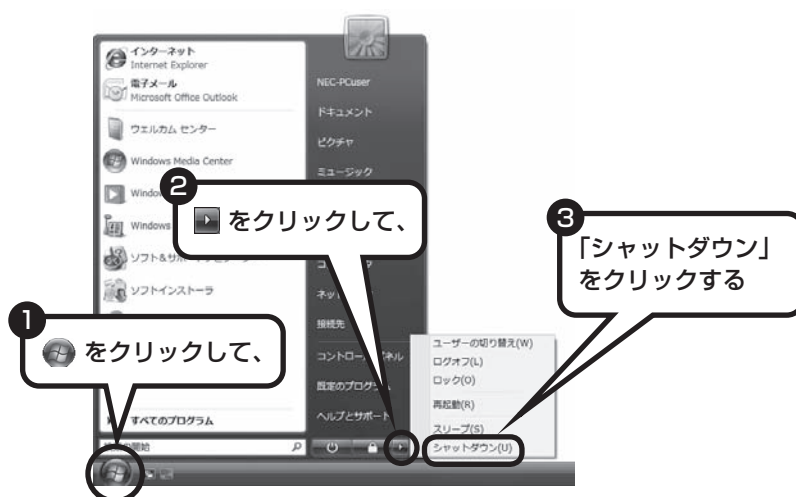 インターネット
Internet Explorer
電子メール
Microsoft Office Outlook
ウェルカム センター
Windows Media Center
Windo
Windows
ソフト&サポ
ソフトインストーラ
すべてのプログラム
の開始
NEC-PCuser
ドキュメント
ピクチャ
ミュージック
ネッ
接続先
コントロー ネル
既定のプログラ
ヘルプとサポート
ユーザーの切り替え(W)
ログオフ(L)
ロック(O)
再起動(R)
スリープ(S)
シャットダウン(U)
1
をクリックして、
2
をクリックして、
3
「シャットダウン」
をクリックする